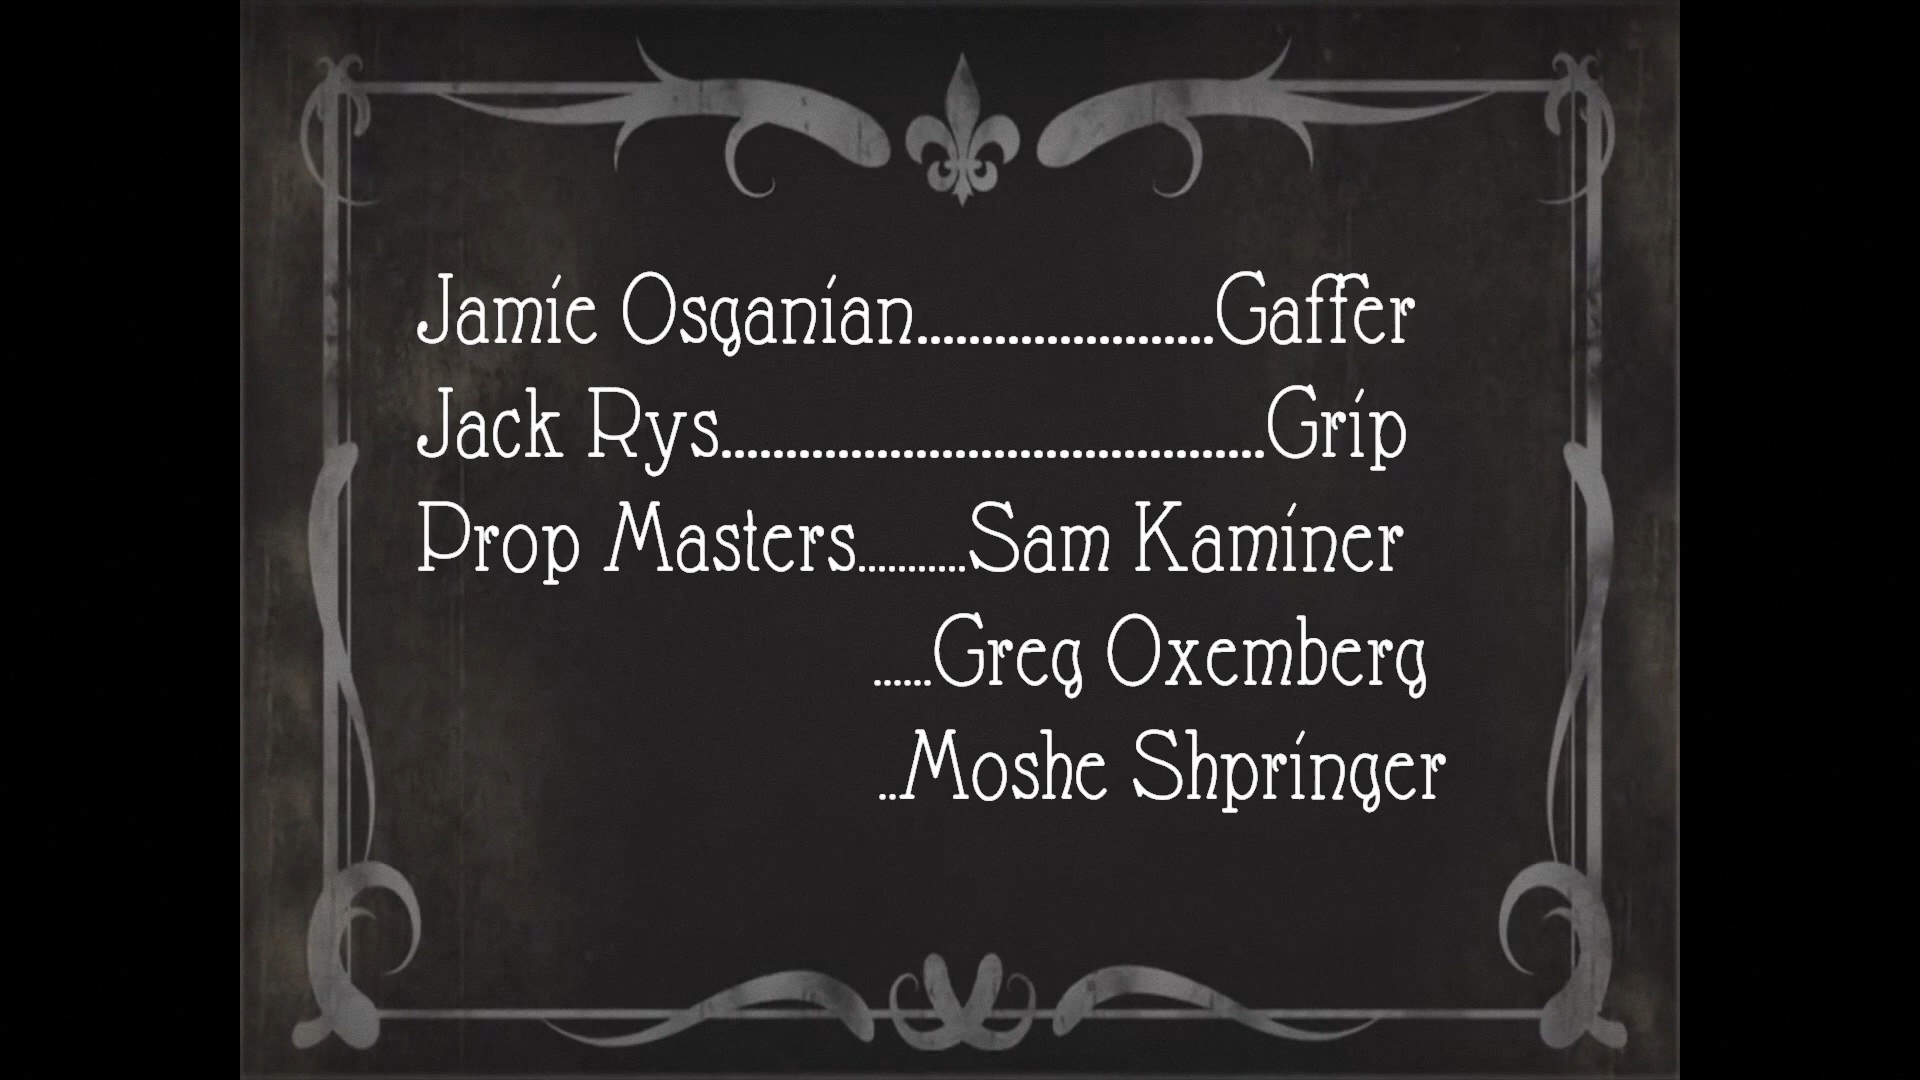 Jamie Osganian.......................Gaffer
Jack Rys..........................................Grip
Prop Masters...........Sam Kaminer
......Greg Oxemberg
..Moshe Shpringer